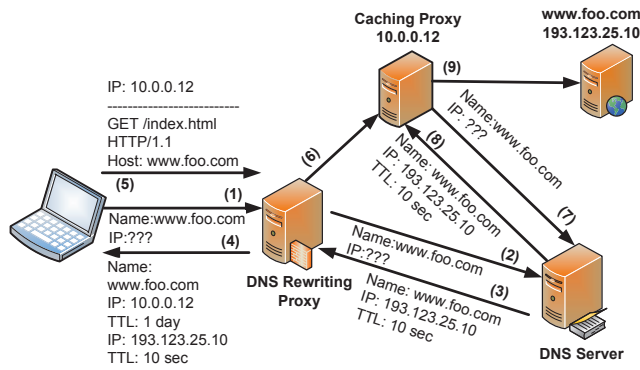 Caching Proxy
10.0.0.12
www.foo.com
193.123.25.10
IP: 10.0.0.12
--------------------------
GET /index.html
HTTP/1.1
Host: www.foo.com
(5)
(1)
Name:www.foo.com
IP:???
(4)
Name:
www.foo.com
IP: 10.0.0.12
TTL: 1 day
IP: 193.123.25.10
TTL: 10 sec
(6)
DNS Rewriting
Proxy
(9)
Name:www.foo.com
IP: ???
(8)
Name: www.foo.com
IP: 193.123.25.10
TTL: 10 sec
(7)
(2)
Name:www.foo.com
IP:???
(3)
Name: www.foo.com
IP: 193.123.25.10
TTL: 10 sec
DNS Server